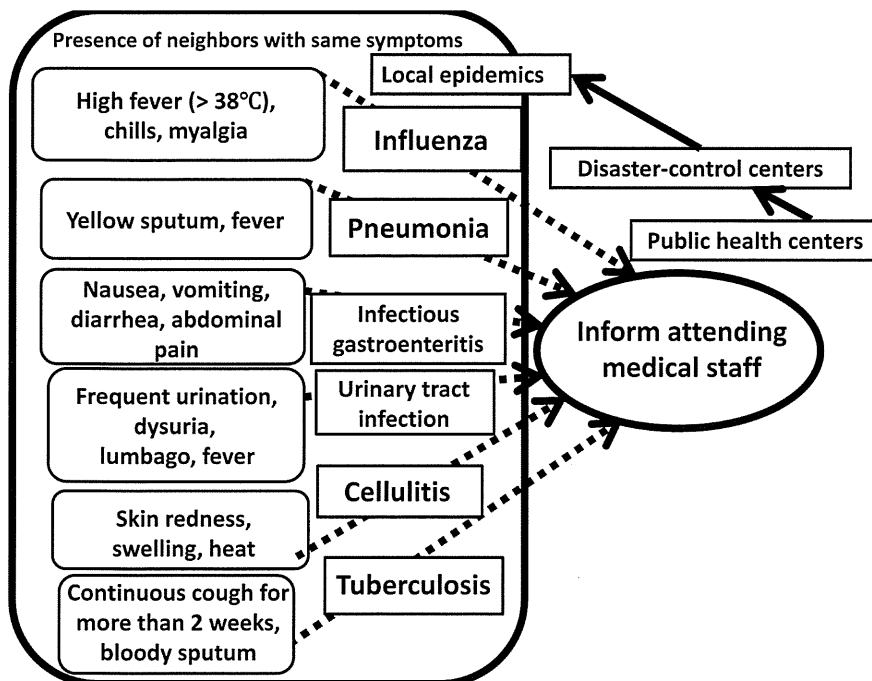 Presence of neighbors with same symptoms
Local epidemics
High fever (> 38℃),
chills, myalgia
Influenza
Disaster-control centers
Yellow sputum, fever
Pneumonia
Public health centers
Nausea, vomiting,
diarrhea, abdominal
pain
Infectious
gastroenteritis
Inform attending
medical staff
Frequent urination,
dysuria,
lumbago, fever
Urinary tract
infection
Skin redness,
swelling, heat
Cellulitis
Continuous cough for
more than 2 weeks,
bloody sputum
Tuberculosis